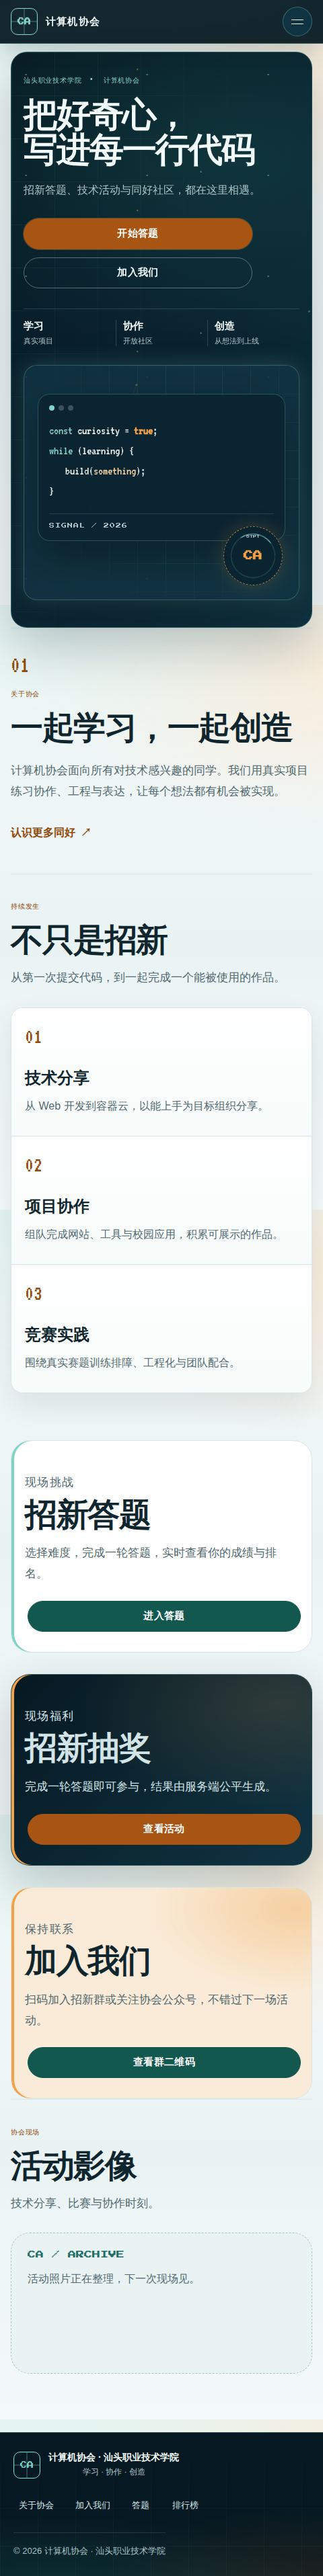 CA 计算机协会
汕头职业技术学院 · 计算机协会
把好奇心，
写进每一行代码
招新答题、技术活动与同好社区，都在这里相遇。
开始答题
加入我们
学习 协作 创造
真实项目 开放社区 从想法到上线
const curiosity = true;
while (learning) {
build(something);
}
SIGNAL / 2026
STPT
CA
01
关于协会
一起学习，一起创造
计算机协会面向所有对技术感兴趣的同学。我们用真实项目
练习协作、工程与表达，让每个想法都有机会被实现。
认识更多同好 ↗
持续发生
不只是招新
从第一次提交代码，到一起完成一个能被使用的作品。
01
技术分享
从 Web 开发到容器云，以能上手为目标组织分享。
02
项目协作
组队完成网站、工具与校园应用，积累可展示的作品。
03
竞赛实践
围绕真实赛题训练排障、工程化与团队配合。
现场挑战
招新答题
选择难度，完成一轮答题，实时查看你的成绩与排
名。
进入答题
现场福利
招新抽奖
完成一轮答题即可参与，结果由服务端公平生成。
查看活动
保持联系
加入我们
扫码加入招新群或关注协会公众号，不错过下一场活
动。
查看群二维码
协会现场
活动影像
技术分享、比赛与协作时刻。
CA / ARCHIVE
活动照片正在整理，下一次现场见。
CA 计算机协会 · 汕头职业技术学院
学习 · 协作 · 创造
关于协会 加入我们 答题 排行榜
© 2026 计算机协会 · 汕头职业技术学院